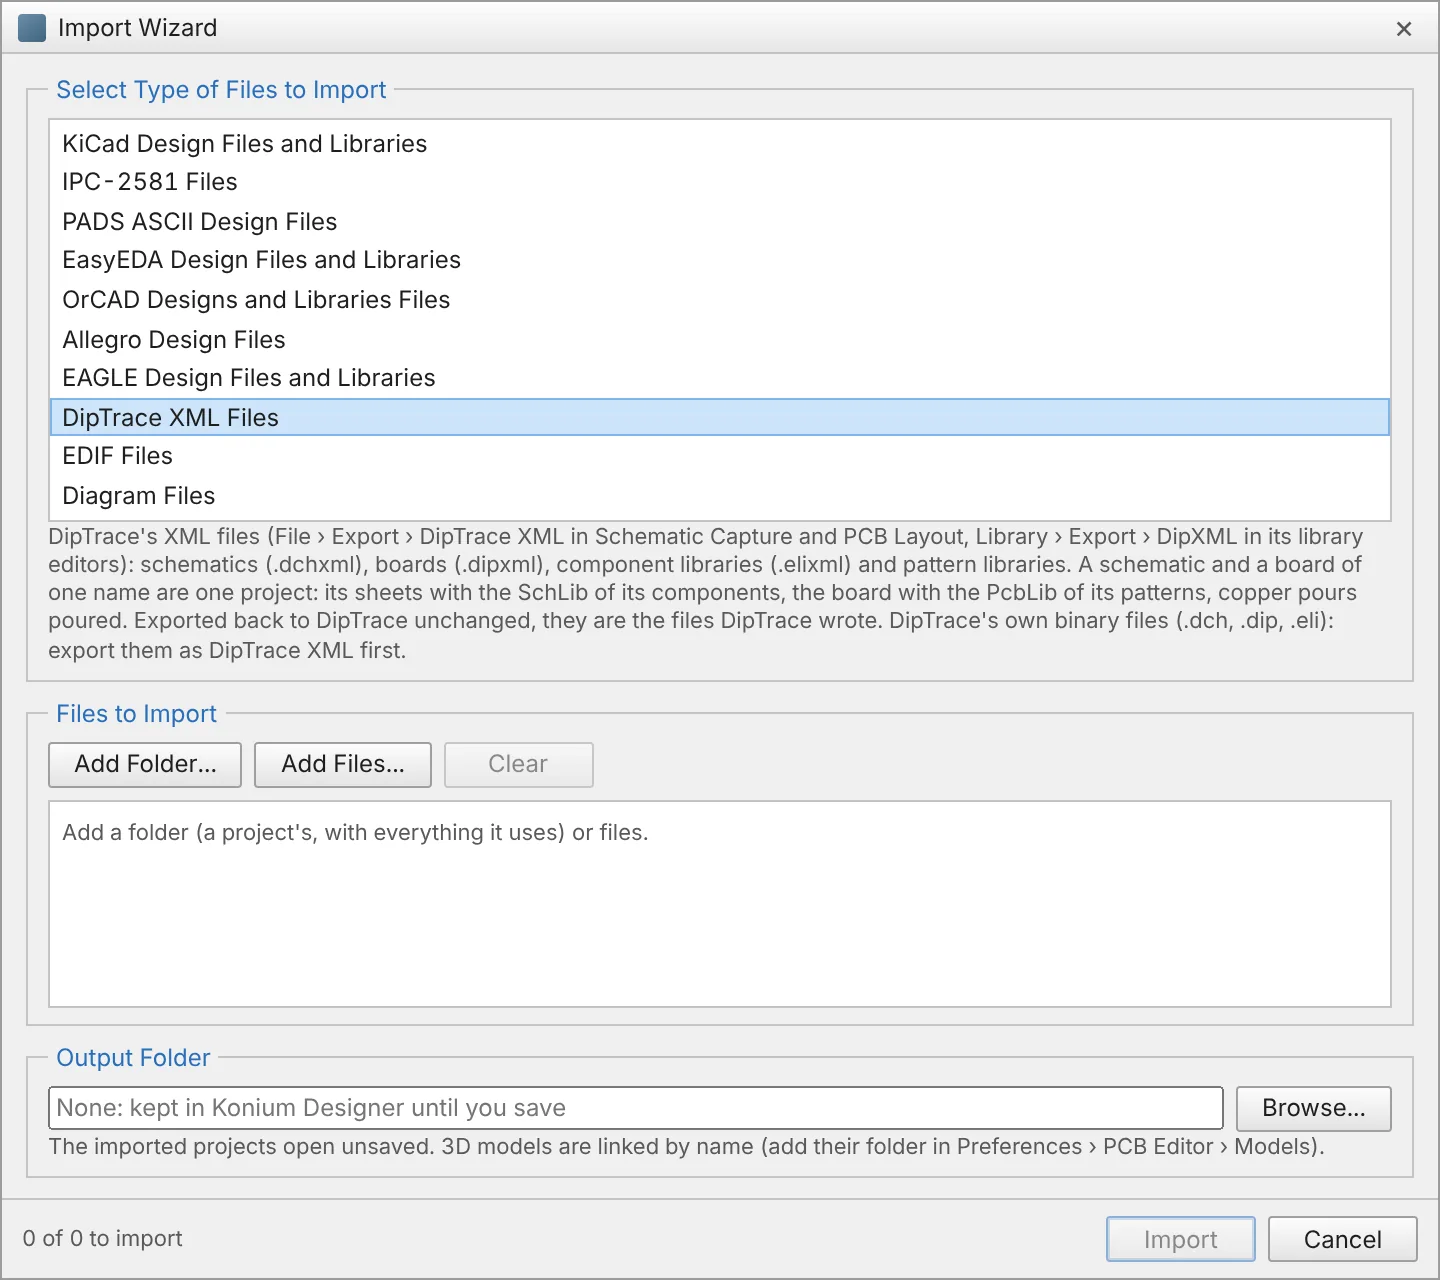 Import Wizard
Select Type of Files to Import
KiCad Design Files and Libraries
IPC-2581 Files
PADS ASCII Design Files
EasyEDA Design Files and Libraries
OrCAD Designs and Libraries Files
Allegro Design Files
EAGLE Design Files and Libraries
DipTrace XML Files
EDIF Files
Diagram Files
DipTrace's XML files (File › Export › DipTrace XML in Schematic Capture and PCB Layout, Library › Export › DipXML in its library
editors): schematics (.dchxml), boards (.dipxml), component libraries (.elixml) and pattern libraries. A schematic and a board of
one name are one project: its sheets with the SchLib of its components, the board with the PcbLib of its patterns, copper pours
poured. Exported back to DipTrace unchanged, they are the files DipTrace wrote. DipTrace's own binary files (.dch, .dip, .eli):
export them as DipTrace XML first.
Files to Import
Add Folder... Add Files... Clear
Add a folder (a project's, with everything it uses) or files.
Output Folder
None: kept in Konium Designer until you save Browse...
The imported projects open unsaved. 3D models are linked by name (add their folder in Preferences › PCB Editor › Models).
0 of 0 to import Import Cancel